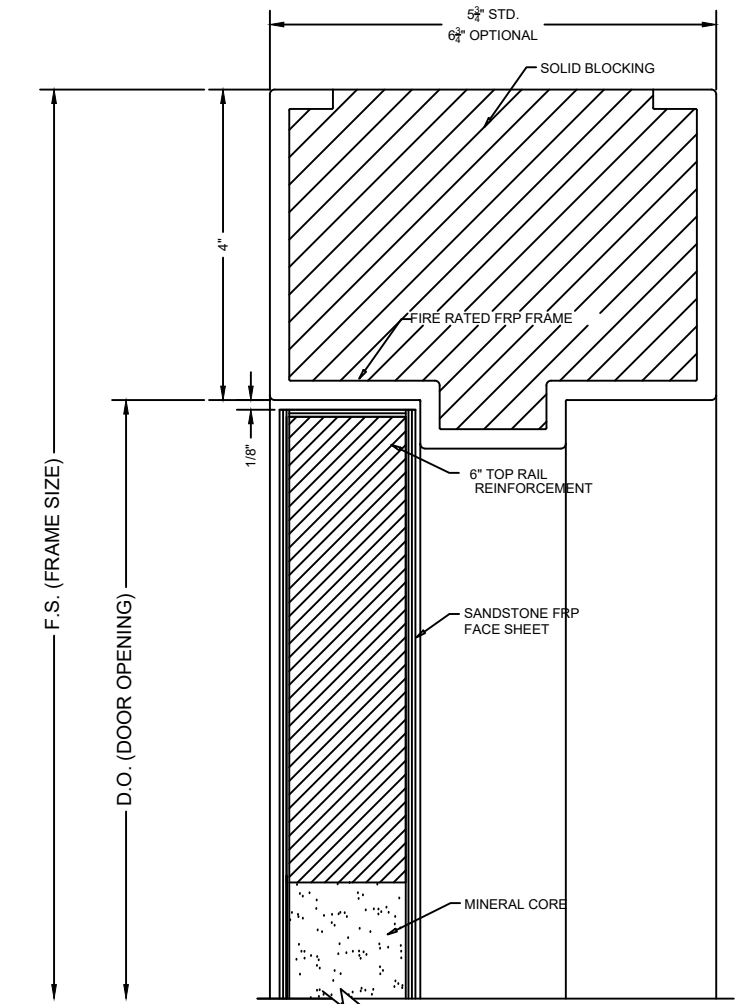 5¾" STD.
6¾" OPTIONAL
SOLID BLOCKING
4"
FIRE RATED FRP FRAME
1/8"
6" TOP RAIL
REINFORCEMENT
F.S. (FRAME SIZE)
D.O. (DOOR OPENING)
SANDSTONE FRP
FACE SHEET
MINERAL CORE